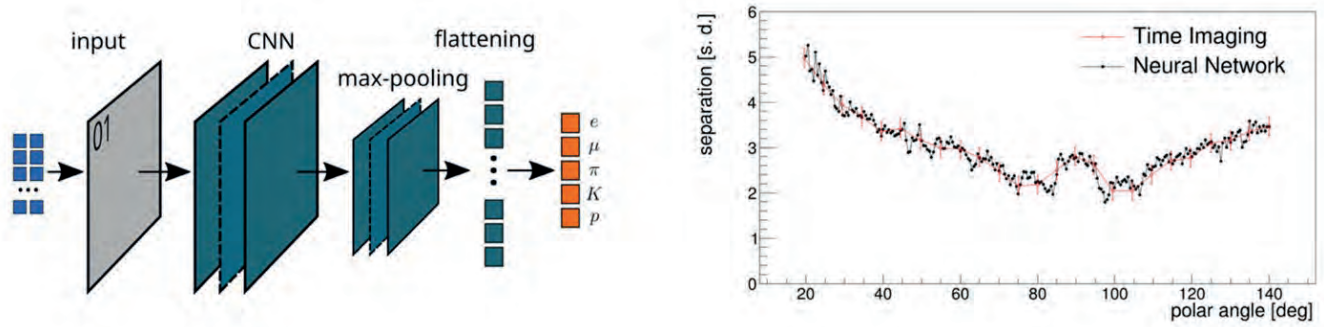 input
CNN
flattening
max-pooling
01
e
μ
π
K
p
separation [s. d.]
6
5
4
3
2
1
0
Time Imaging
Neural Network
20 40 60 80 100 120 140
polar angle [deg]